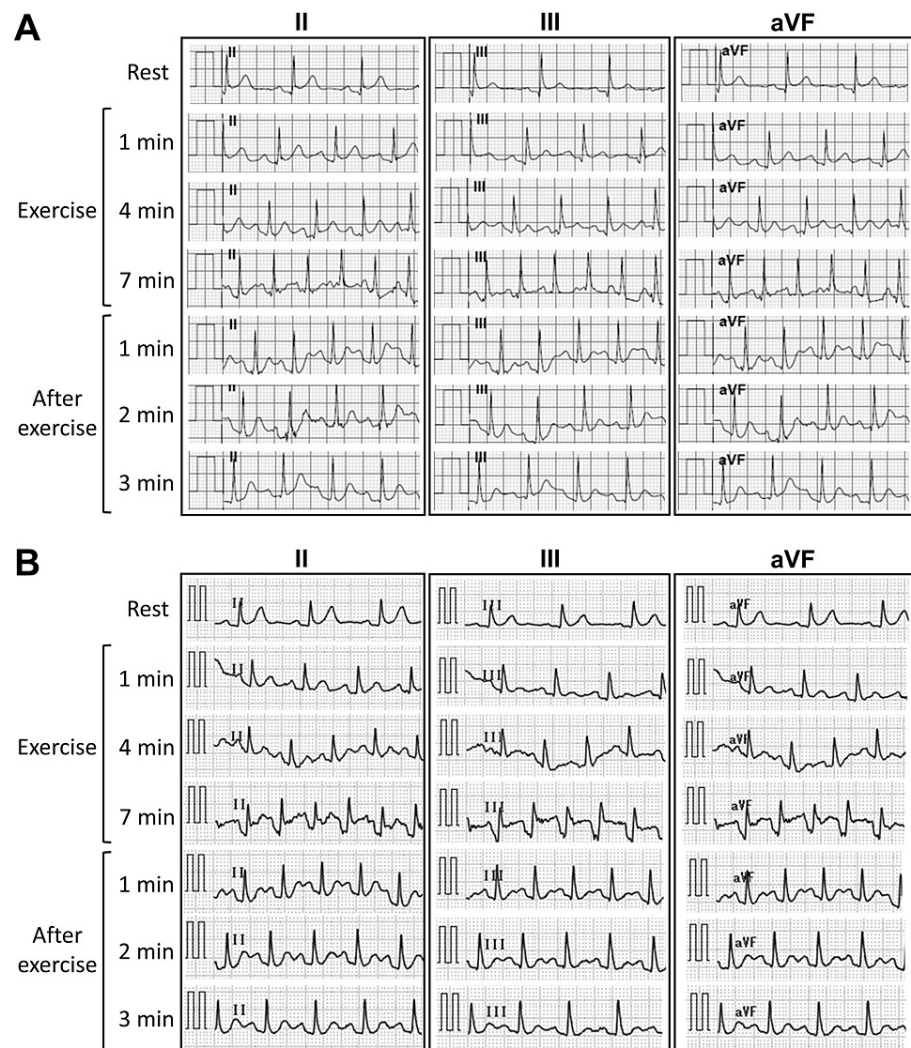 A
II III aVF
Rest II III aVF
1 min II III aVF
Exercise 4 min II III aVF
7 min II III aVF
1 min II III aVF
After exercise 2 min II III aVF
3 min II III aVF
B
II III aVF
Rest II III aVF
1 min II III aVF
Exercise 4 min II III aVF
7 min II III aVF
1 min II III aVF
After exercise 2 min II III aVF
3 min II III aVF